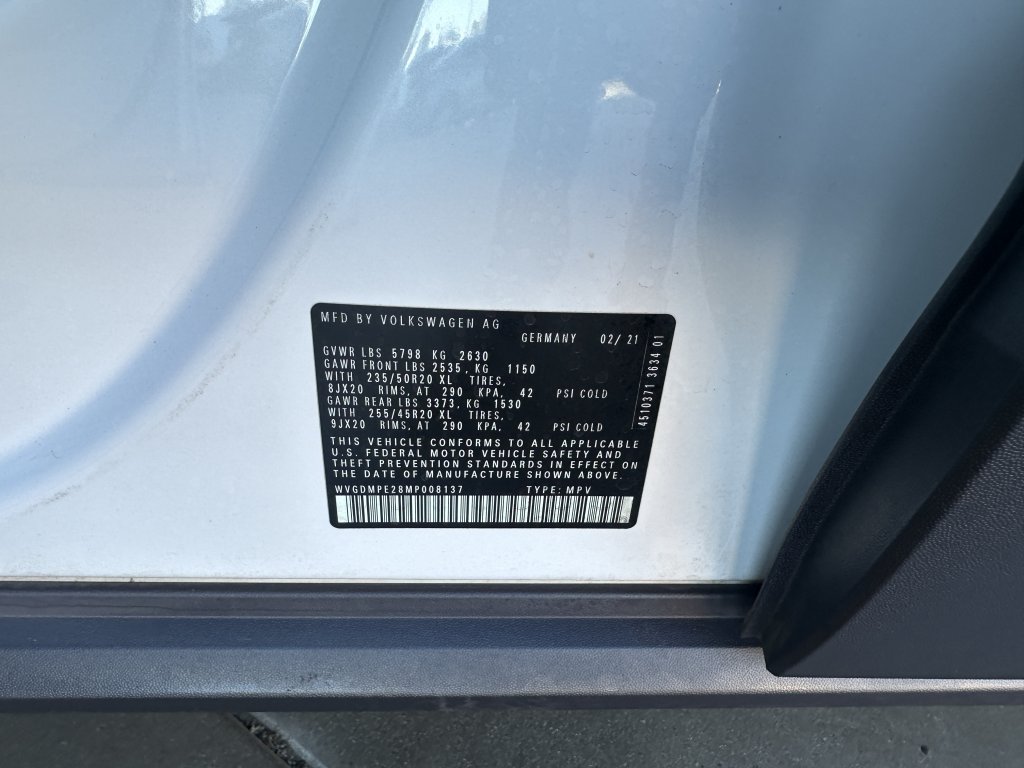 MFD BY VOLKSWAGEN AG
GERMANY 02/ 21
GVWR LBS 5798 KG 2630
GAWR FRONT LBS 2535, KG 1150
WITH 235/50R20 XL TIRES,
8JX20 RIMS, AT 290 KPA, 42 PSI COLD
GAWR REAR LBS 3373, KG 1530
WITH 255/45R20 XL TIRES,
9JX20 RIMS, AT 290 KPA, 42 PSI COLD
THIS VEHICLE CONFORMS TO ALL APPLICABLE
U.S. FEDERAL MOTOR VEHICLE SAFETY AND
THEFT PREVENTION STANDARDS IN EFFECT ON
THE DATE OF MANUFACTURE SHOWN ABOVE.
WVGDMPE28MP008137 TYPE: MPV
4510371 3634 01